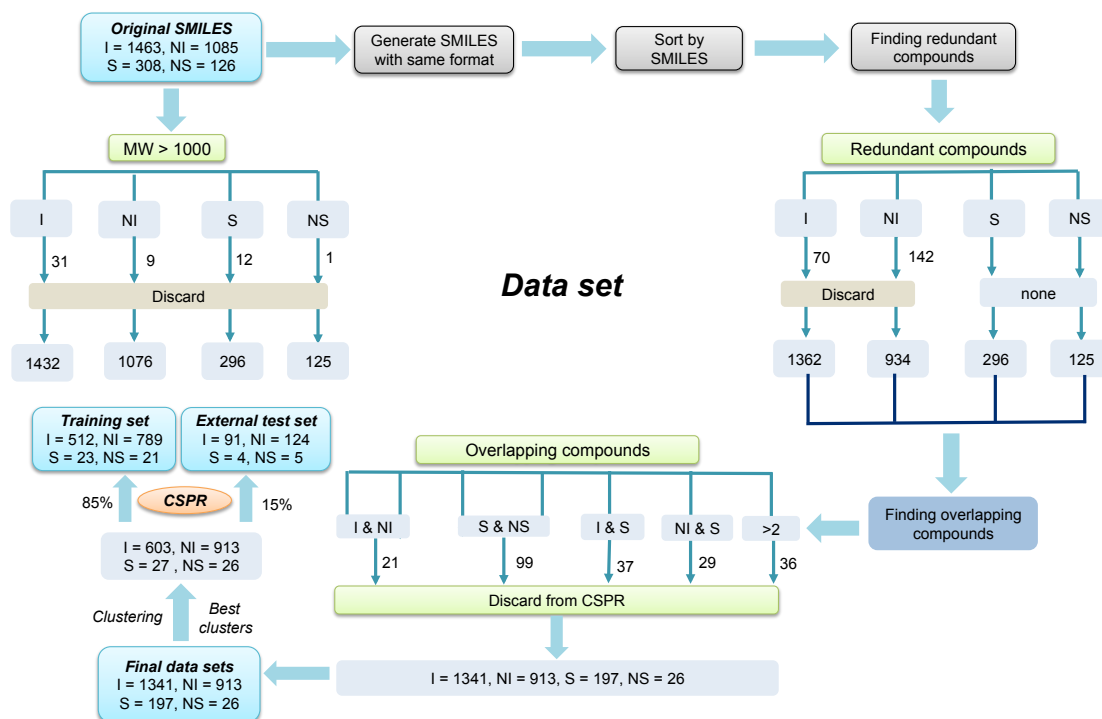 Original SMILES
I = 1463, NI = 1085
S = 308, NS = 126
Generate SMILES
with same format
Sort by
SMILES
Finding redundant
compounds
MW > 1000
I
NI
S
NS
31
9
12
1
Discard
1432
1076
296
125
Data set
Redundant compounds
I
NI
S
NS
70
142
Discard
none
1362
934
296
125
Finding overlapping
compounds
Overlapping compounds
I & NI
S & NS
I & S
NI & S
>2
21
99
37
29
36
Discard from CSPR
I = 1341, NI = 913, S = 197, NS = 26
Final data sets
I = 1341, NI = 913
S = 197, NS = 26
Clustering
Best
clusters
I = 603, NI = 913
S = 27 , NS = 26
85%
CSPR
15%
Training set
I = 512, NI = 789
S = 23, NS = 21
External test set
I = 91, NI = 124
S = 4, NS = 5